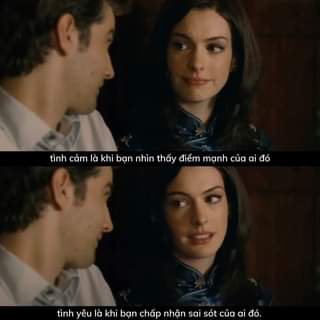 tình cảm là khi bạn nhìn thấy điểm mạnh của ai đó
tình yêu là khi bạn chấp nhận sai sót của ai đó.